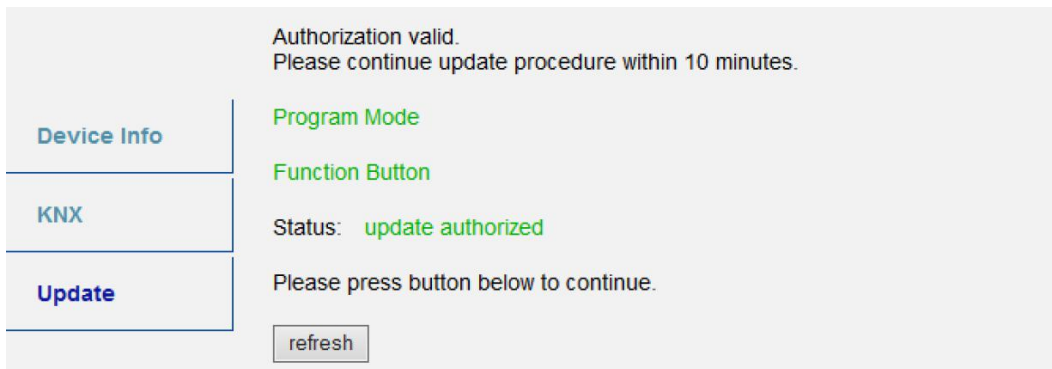 Authorization valid.
Please continue update procedure within 10 minutes.
Device Info
KNX
Update
Program Mode
Function Button
Status: update authorized
Please press button below to continue.
refresh